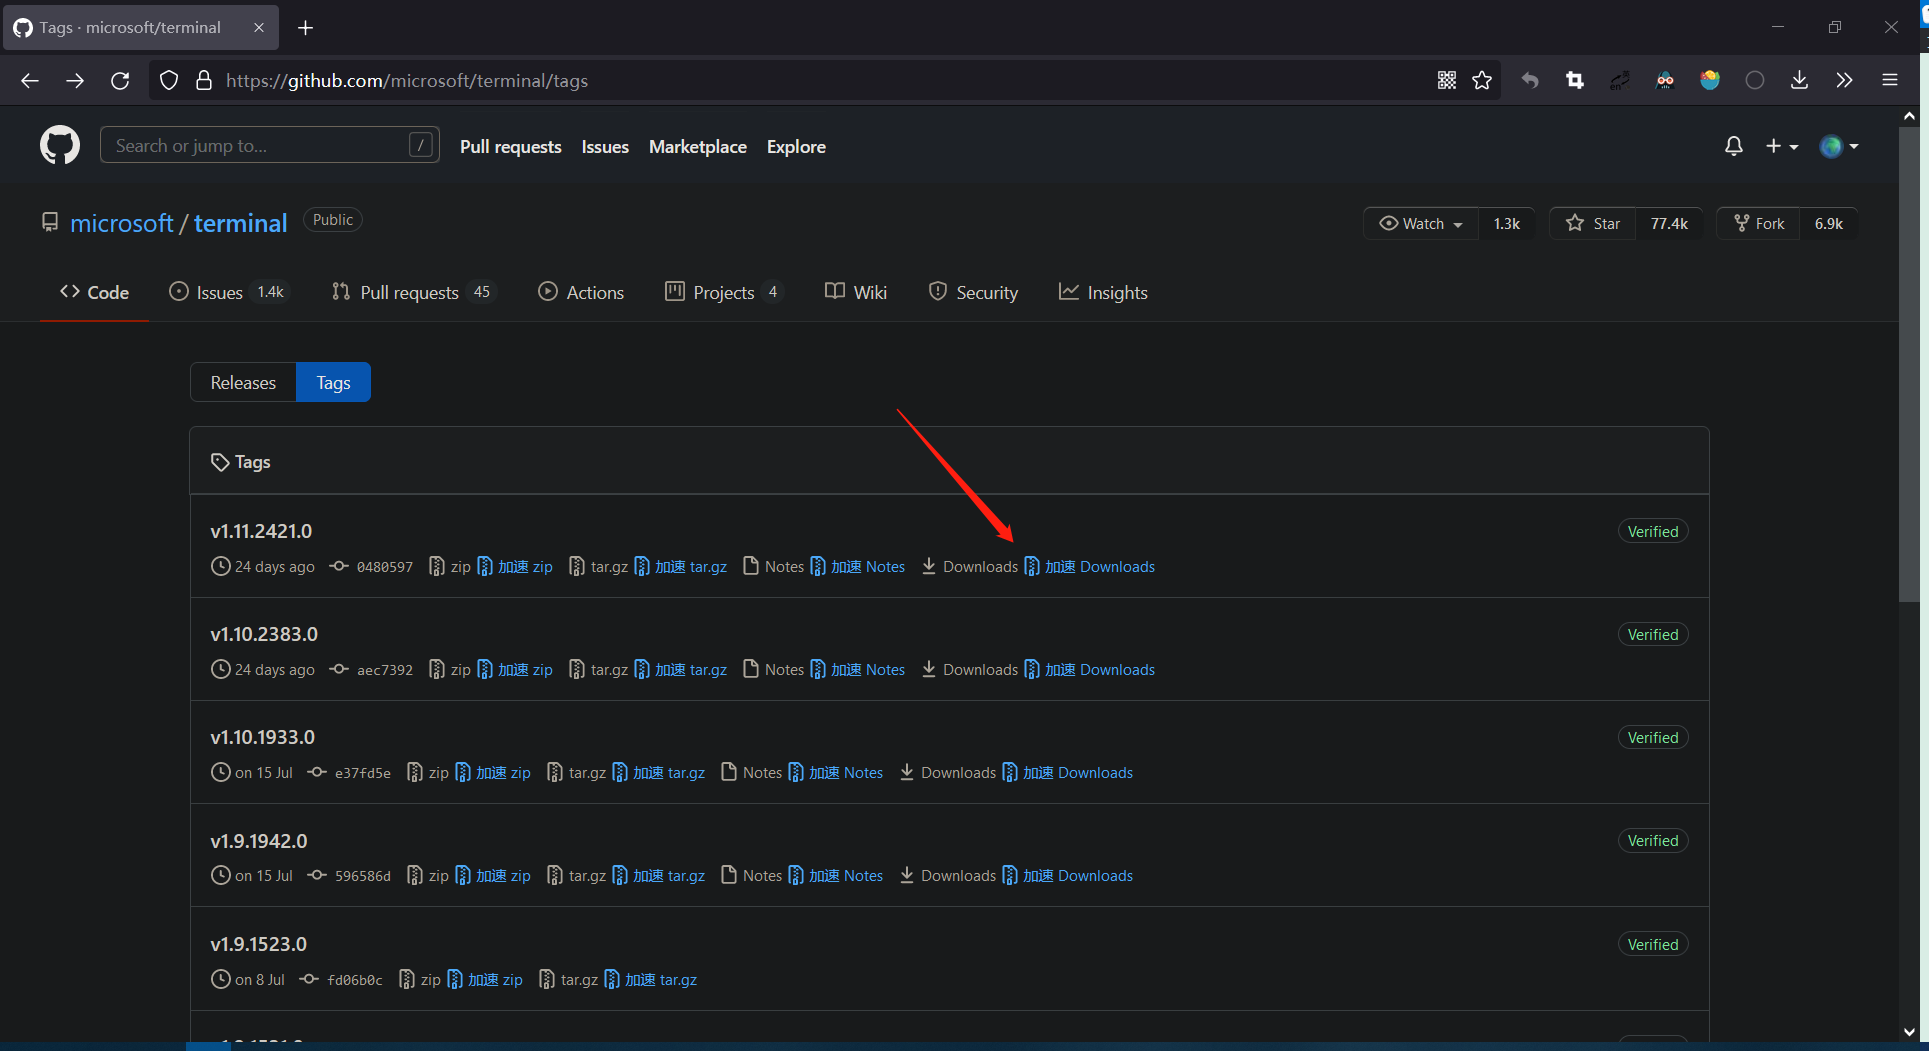 Tags · microsoft/terminal
https://github.com/microsoft/terminal/tags
en
Search or jump to... /
Pull requests Issues Marketplace Explore
microsoft / terminal Public
Watch 1.3k Star 77.4k Fork 6.9k
Code Issues 1.4k Pull requests 45 Actions Projects 4 Wiki Security Insights
Releases Tags
Tags
v1.11.2421.0 Verified
24 days ago 0480597 zip 加速 zip tar.gz 加速 tar.gz Notes 加速 Notes Downloads 加速 Downloads
v1.10.2383.0 Verified
24 days ago aec7392 zip 加速 zip tar.gz 加速 tar.gz Notes 加速 Notes Downloads 加速 Downloads
v1.10.1933.0 Verified
on 15 Jul e37fd5e zip 加速 zip tar.gz 加速 tar.gz Notes 加速 Notes Downloads 加速 Downloads
v1.9.1942.0 Verified
on 15 Jul 596586d zip 加速 zip tar.gz 加速 tar.gz Notes 加速 Notes Downloads 加速 Downloads
v1.9.1523.0 Verified
on 8 Jul fd06b0c zip 加速 zip tar.gz 加速 tar.gz